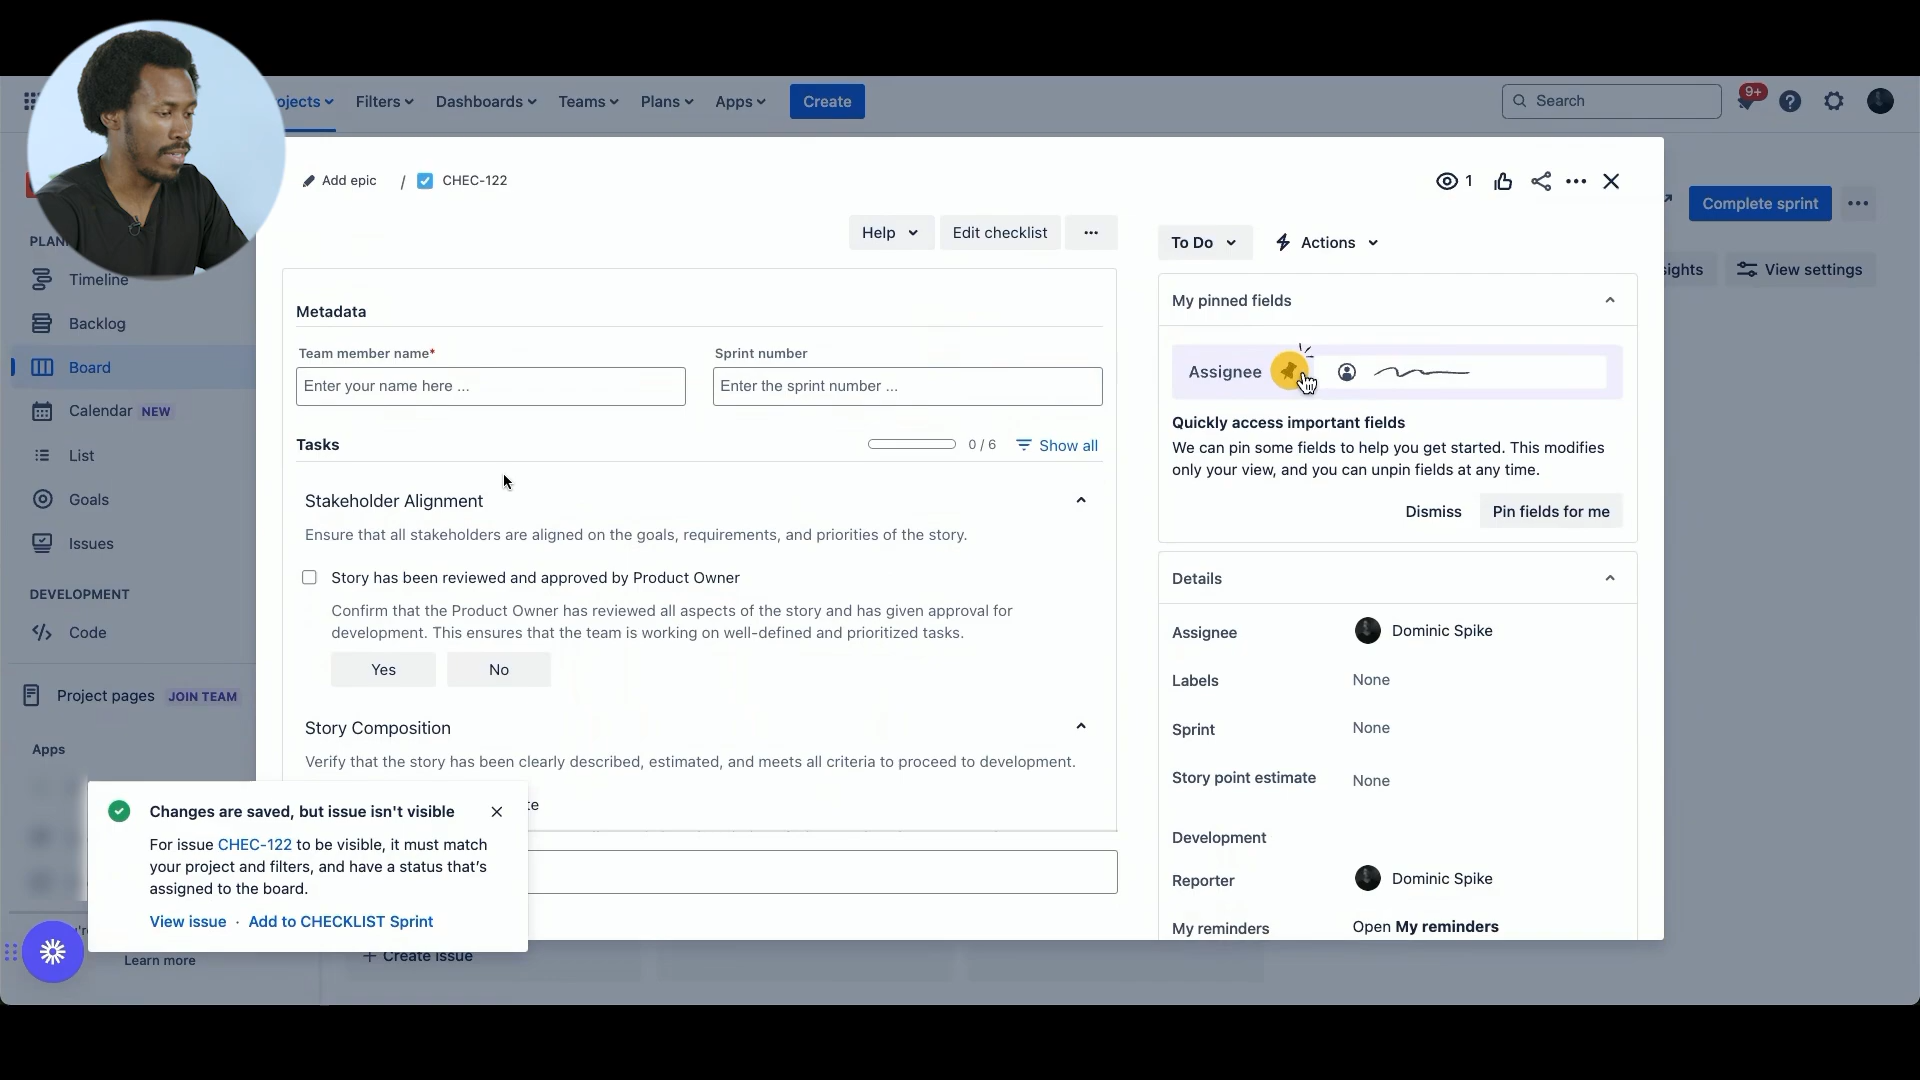 ojects
Filters
Dashboards
Teams
Plans
Apps
Create
Search
9+
Add epic
/
CHEC-122
1
Complete sprint
Help
Edit checklist
To Do
Actions
sights
View settings
Timeline
Backlog
Board
Calendar NEW
List
Goals
Issues
DEVELOPMENT
Code
Project pages JOIN TEAM
Apps
Learn more
Metadata
Team member name*
Sprint number
Enter your name here ...
Enter the sprint number ...
Tasks
0 / 6
Show all
Stakeholder Alignment
Ensure that all stakeholders are aligned on the goals, requirements, and priorities of the story.
Story has been reviewed and approved by Product Owner
Confirm that the Product Owner has reviewed all aspects of the story and has given approval for
development. This ensures that the team is working on well-defined and prioritized tasks.
Yes
No
Story Composition
Verify that the story has been clearly described, estimated, and meets all criteria to proceed to development.
te
Changes are saved, but issue isn't visible
For issue CHEC-122 to be visible, it must match
your project and filters, and have a status that's
assigned to the board.
View issue · Add to CHECKLIST Sprint
+ Create issue
My pinned fields
Assignee
Quickly access important fields
We can pin some fields to help you get started. This modifies
only your view, and you can unpin fields at any time.
Dismiss
Pin fields for me
Details
Assignee
Dominic Spike
Labels
None
Sprint
None
Story point estimate
None
Development
Reporter
Dominic Spike
My reminders
Open My reminders